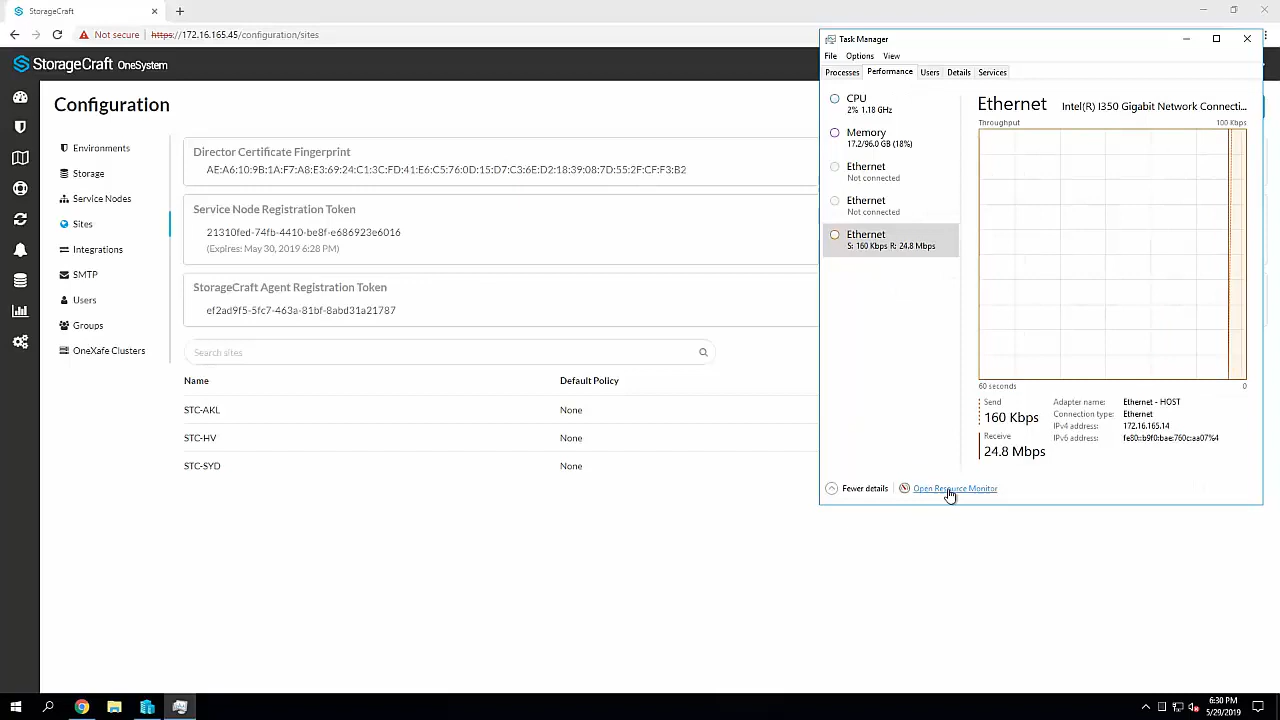 StorageCraft
Not secure
https://172.16.165.45/configuration/sites
StorageCraft OneSystem
Configuration
Environments
Storage
Service Nodes
Sites
Integrations
SMTP
Users
Groups
OneXafe Clusters
Director Certificate Fingerprint
AE:A6:10:9B:1A:F7:A8:E3:69:24:C1:3C:FD:41:E6:C5:76:0D:15:D7:C3:6E:D2:18:39:08:7D:55:2F:CF:F3:B2
Service Node Registration Token
21310fed-74fb-4410-be8f-e686923e6016
(Expires: May 30, 2019 6:28 PM)
StorageCraft Agent Registration Token
ef2ad9f5-5fc7-463a-81bf-8abd31a21787
Search sites
Name Default Policy
STC-AKL None
STC-HV None
STC-SYD None
Task Manager
File Options View
Processes Performance Users Details Services
CPU
2% 1.18 GHz
Memory
17.2/96.0 GB (18%)
Ethernet
Not connected
Ethernet
Not connected
Ethernet
S: 160 Kbps R: 24.8 Mbps
Ethernet Intel(R) I350 Gigabit Network Connecti...
Throughput 100 Kbps
60 seconds 0
Send
160 Kbps
Receive
24.8 Mbps
Adapter name: Ethernet - HOST
Connection type: Ethernet
IPv4 address: 172.16.165.14
IPv6 address: fe80::b9f0:bae:760c:aa07%4
Fewer details Open Resource Monitor
6:30 PM
5/29/2019